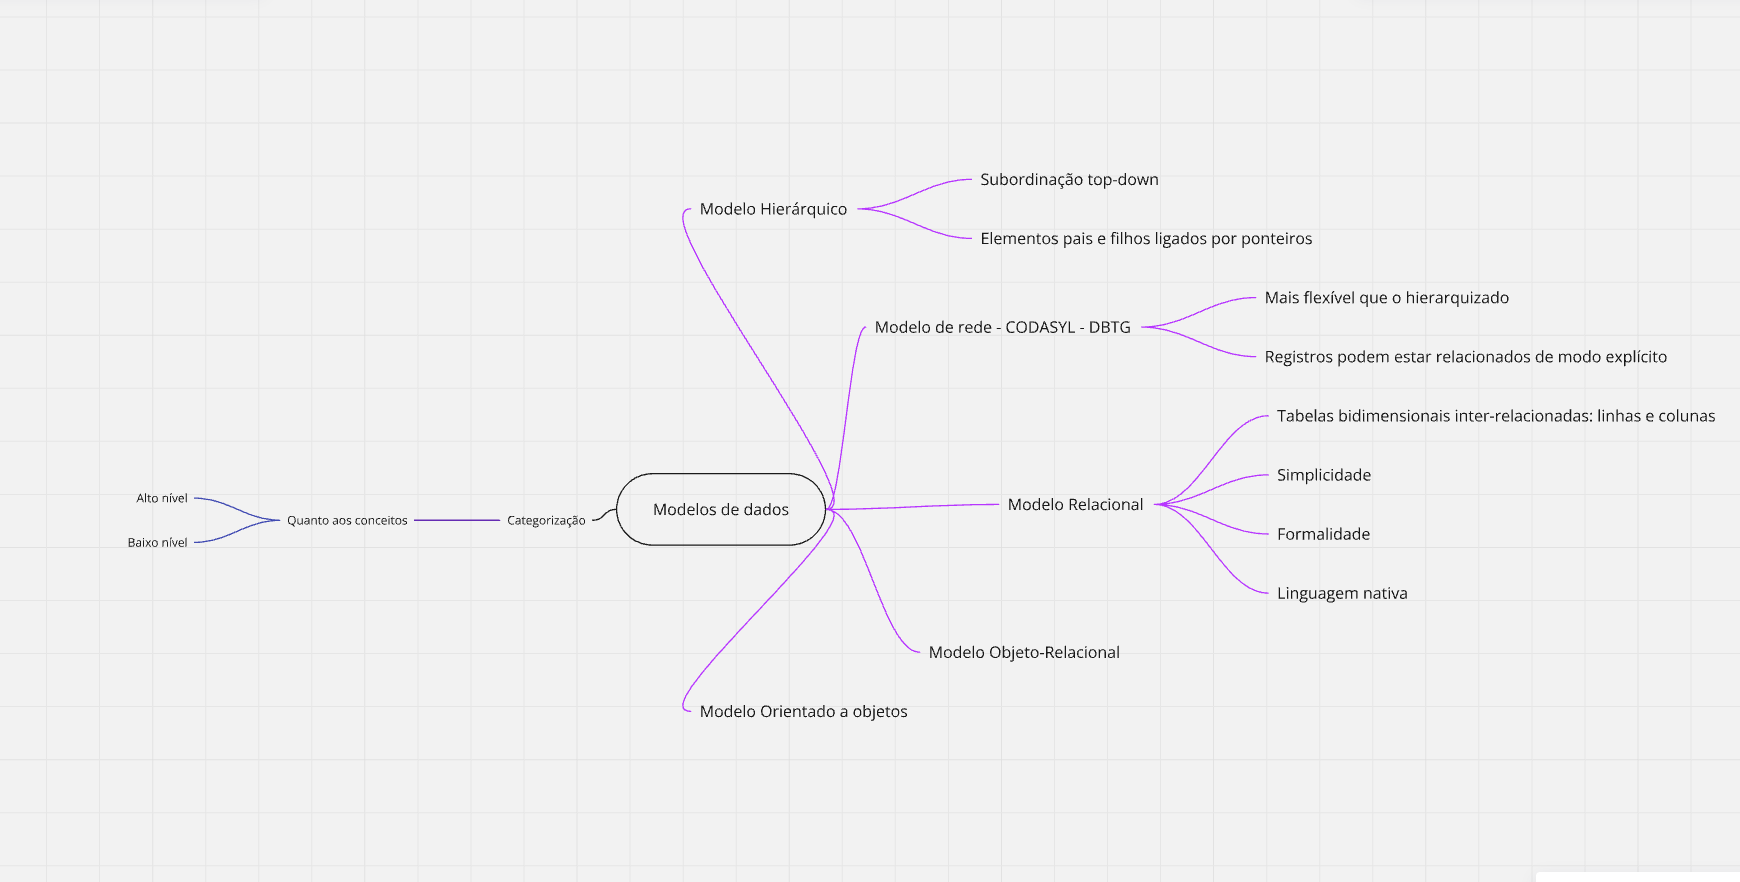 Subordinação top-down
Modelo Hierárquico
Elementos pais e filhos ligados por ponteiros
Mais flexível que o hierarquizado
Modelo de rede - CODASYL - DBTG
Registros podem estar relacionados de modo explícito
Tabelas bidimensionais inter-relacionadas: linhas e colunas
Simplicidade
Modelo Relacional
Formalidade
Linguagem nativa
Modelos de dados
Categorização
Quanto aos conceitos
Alto nível
Baixo nível
Modelo Objeto-Relacional
Modelo Orientado a objetos